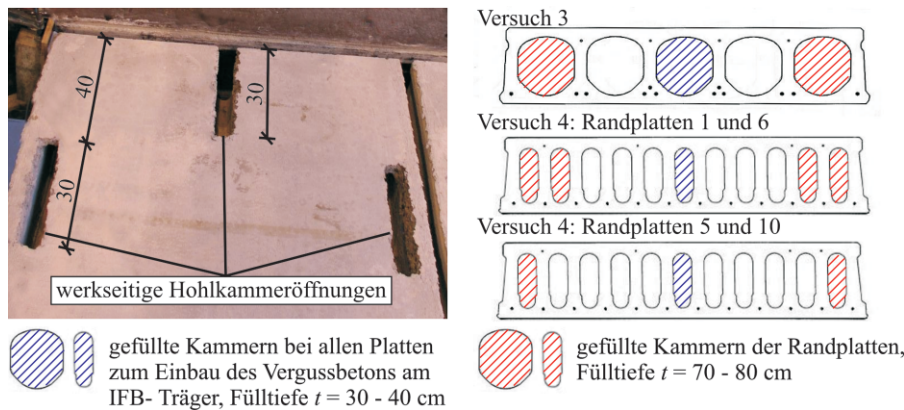 40
30
30
werkseitige Hohlkammeröffnungen
gefüllte Kammern bei allen Platten
zum Einbau des Vergussbetons am
IFB- Träger, Fülltiefe t = 30 - 40 cm
Versuch 3
Versuch 4: Randplatten 1 und 6
Versuch 4: Randplatten 5 und 10
gefüllte Kammern der Randplatten,
Fülltiefe t = 70 - 80 cm